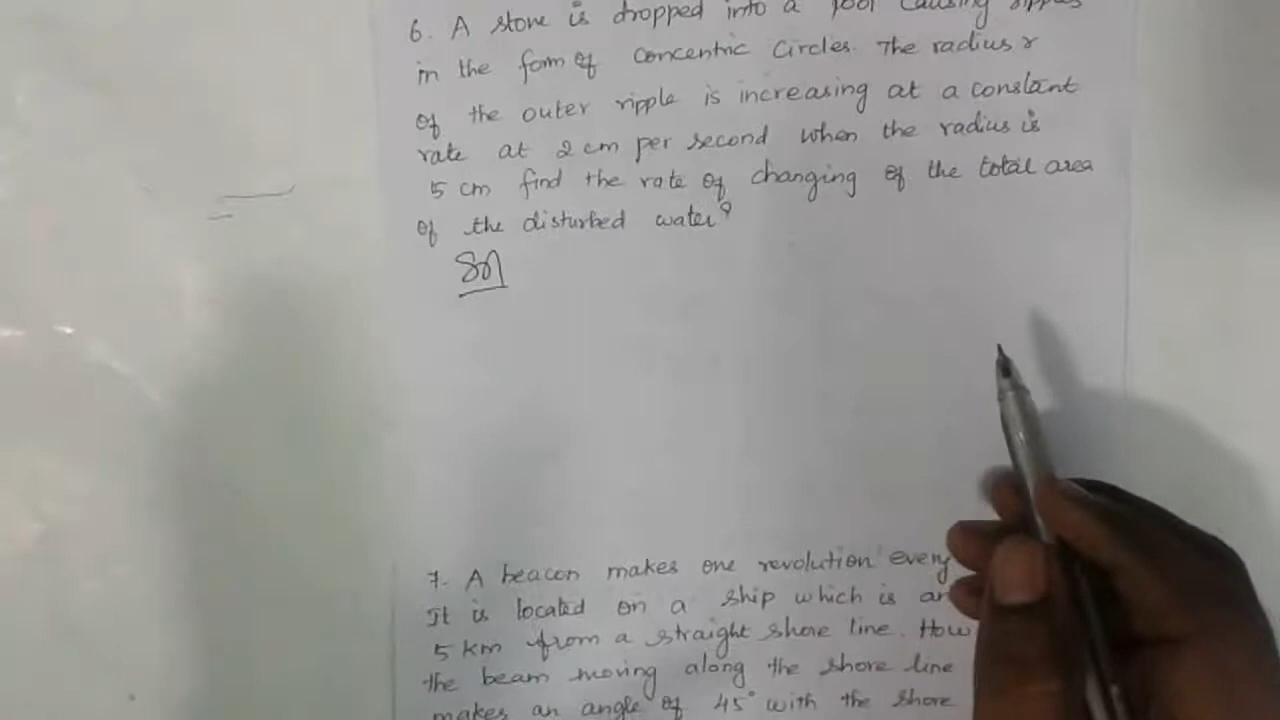 6. A stone is dropped into a pool causing ripples
in the form of concentric circles. The radius r
of the outer ripple is increasing at a constant
rate at 2 cm per second when the radius is
5 cm find the rate of changing of the total area
of the disturbed water?
Sol
7. A beacon makes one revolution every
It is located on a ship which is an
5 km from a straight shore line. How
the beam moving along the shore line
makes an angle of 45° with the shore